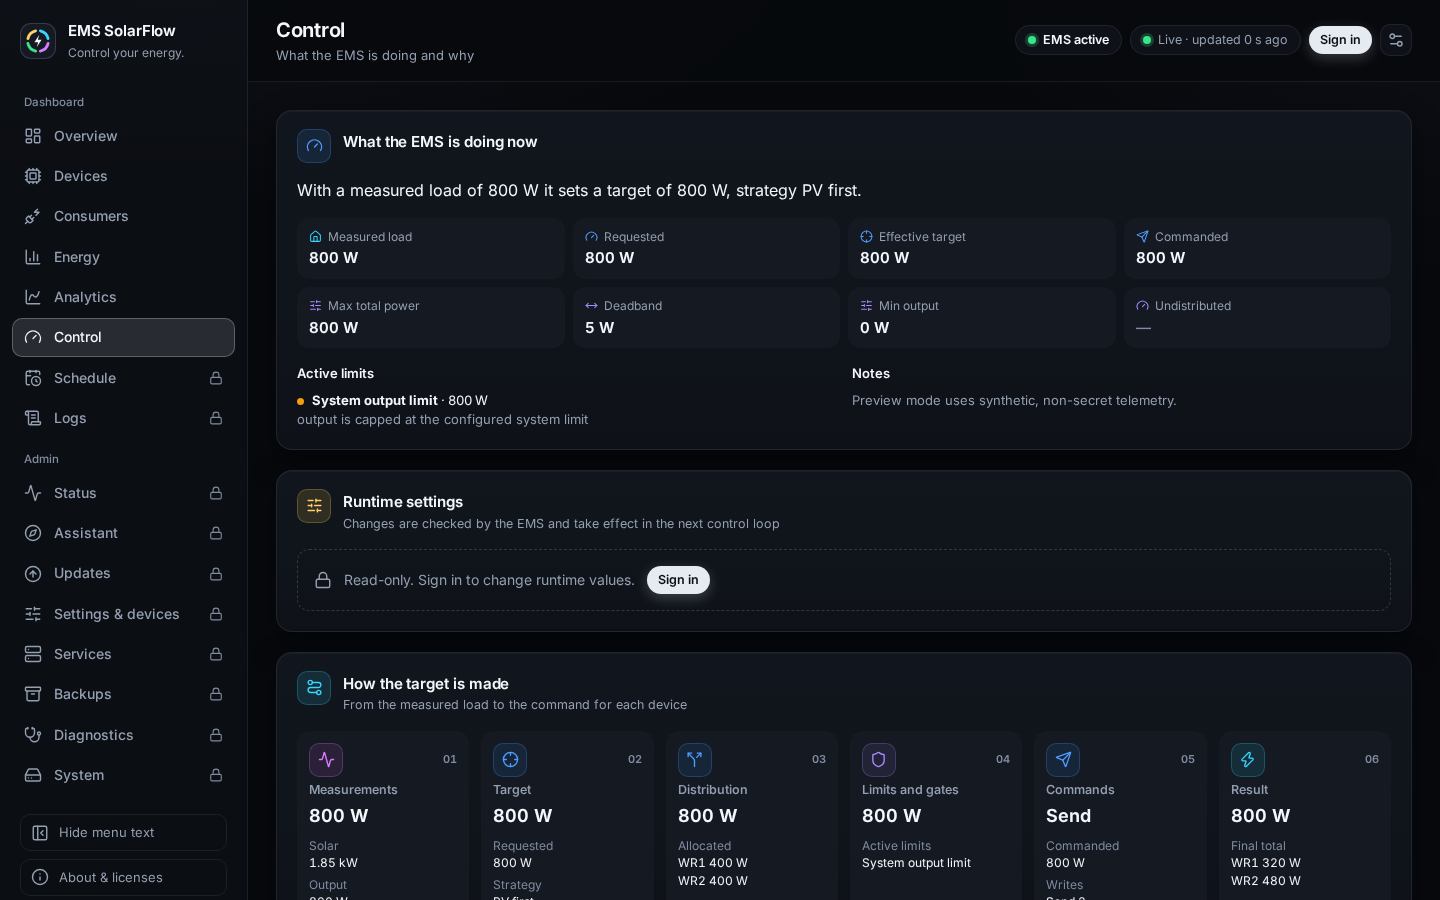 EMS SolarFlow
Control your energy.
Dashboard
Overview
Devices
Consumers
Energy
Analytics
Control
Schedule
Logs
Admin
Status
Assistant
Updates
Settings & devices
Services
Backups
Diagnostics
System
Hide menu text
About & licenses
Control
What the EMS is doing and why
EMS active
Live · updated 0 s ago
Sign in
What the EMS is doing now
With a measured load of 800 W it sets a target of 800 W, strategy PV first.
Measured load
800 W
Requested
800 W
Effective target
800 W
Commanded
800 W
Max total power
800 W
Deadband
5 W
Min output
0 W
Undistributed
—
Active limits
System output limit · 800 W
output is capped at the configured system limit
Notes
Preview mode uses synthetic, non-secret telemetry.
Runtime settings
Changes are checked by the EMS and take effect in the next control loop
Read-only. Sign in to change runtime values.
Sign in
How the target is made
From the measured load to the command for each device
01
Measurements
800 W
Solar
1.85 kW
Output
02
Target
800 W
Requested
800 W
Strategy
PV first
03
Distribution
800 W
Allocated
WR1 400 W
WR2 400 W
04
Limits and gates
800 W
Active limits
System output limit
05
Commands
Send
Commanded
800 W
Writes
06
Result
800 W
Final total
WR1 320 W
WR2 480 W